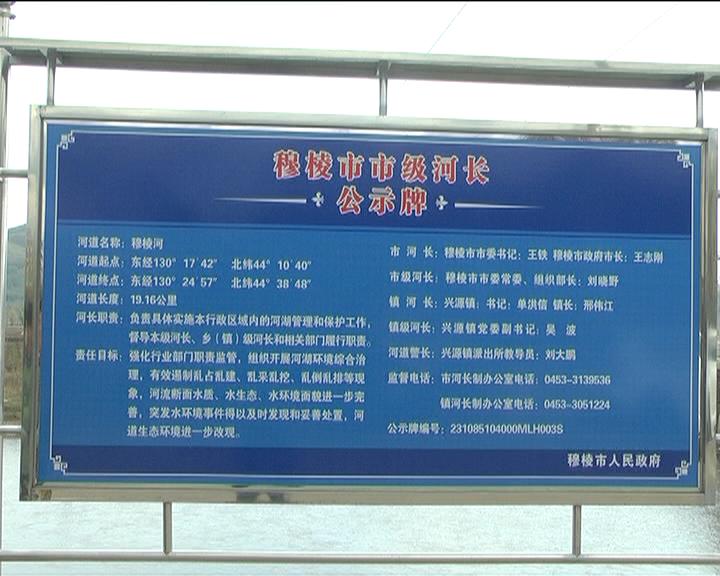 穆棱市市级河长
公示牌
河道名称：穆棱河
河道起点：东经130° 17′42″ 北纬44° 10′40″
河道终点：东经130° 24′57″ 北纬44° 38′48″
河道长度：19.16公里
河长职责：负责具体实施本行政区域内的河湖管理和保护工作，
督导本级河长、乡（镇）级河长和相关部门履行职责。
责任目标：强化行业部门职责监管，组织开展河湖环境综合治
理，有效遏制乱占乱建、乱采乱挖、乱倒乱排等现
象，河流断面水质、水生态、水环境面貌进一步完
善，突发水环境事件得以及时发现和妥善处置，河
道生态环境进一步改观。
市 河 长：穆棱市市委书记：王铁 穆棱市政府市长：王志刚
市级河长：穆棱市市委常委、组织部长：刘晓野
镇 河 长：兴源镇：书记：单洪信 镇长：邢伟江
镇级河长：兴源镇党委副书记：吴 波
河道警长：兴源镇派出所教导员：刘大鹏
监督电话：市河长制办公室电话：0453-3139536
镇河长制办公室电话：0453-3051224
公示牌编号：231085104000MLH003S
穆棱市人民政府